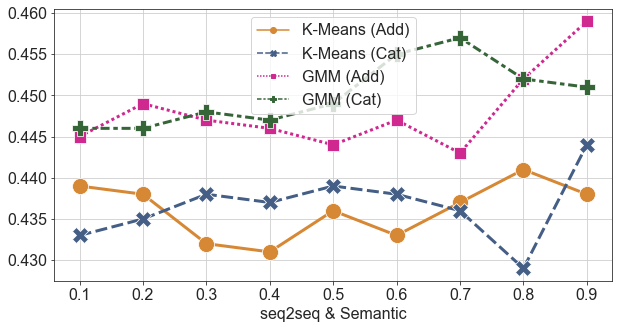 0.460
0.455
0.450
0.445
0.440
0.435
0.430
K-Means (Add)
K-Means (Cat)
GMM (Add)
GMM (Cat)
0.1 0.2 0.3 0.4 0.5 0.6 0.7 0.8 0.9
seq2seq & Semantic